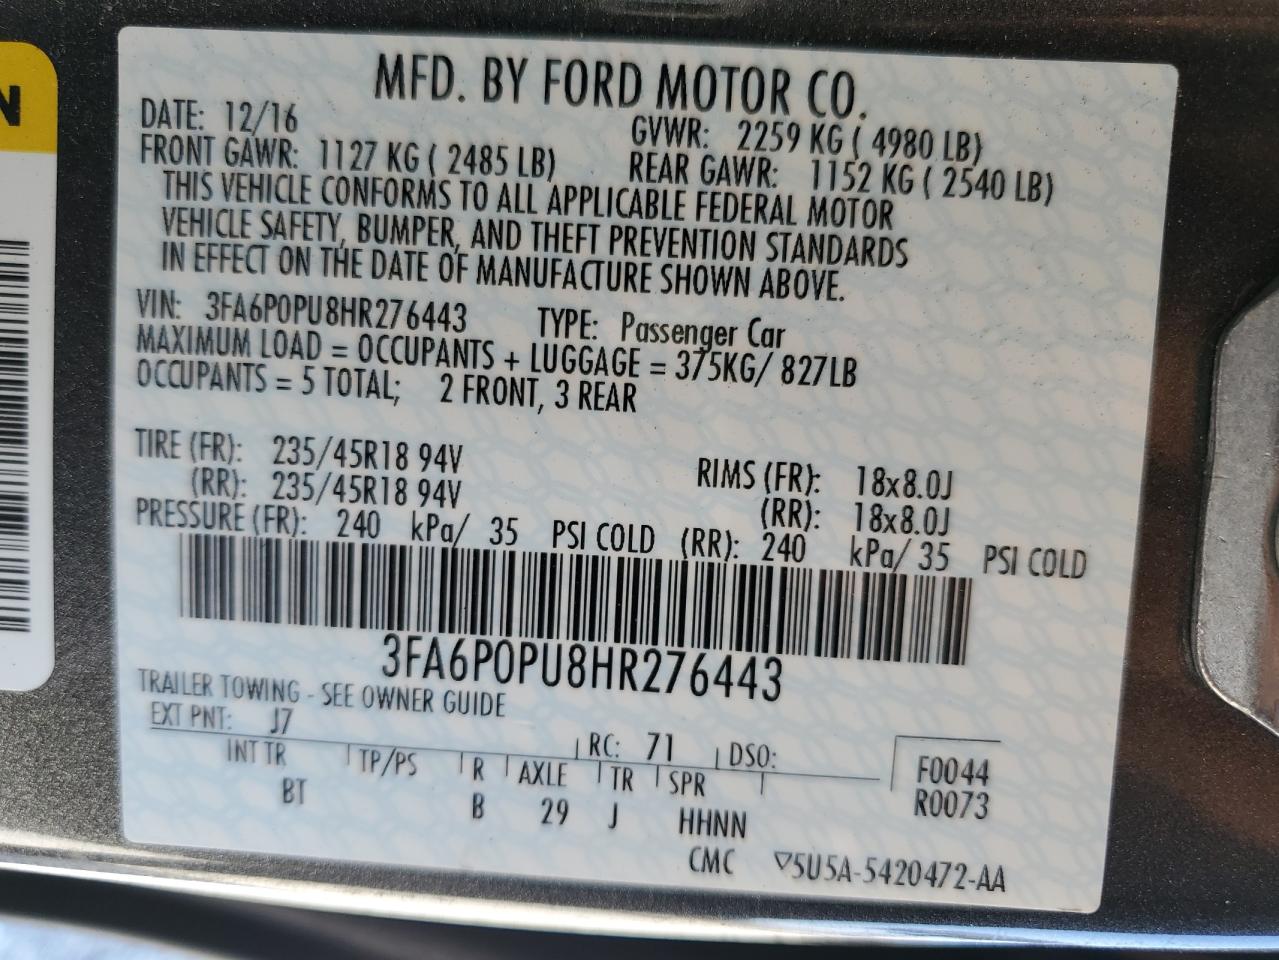 N
MFD. BY FORD MOTOR CO.
DATE: 12/16 GVWR: 2259 KG ( 4980 LB)
FRONT GAWR: 1127 KG ( 2485 LB) REAR GAWR: 1152 KG ( 2540 LB)
THIS VEHICLE CONFORMS TO ALL APPLICABLE FEDERAL MOTOR
VEHICLE SAFETY, BUMPER, AND THEFT PREVENTION STANDARDS
IN EFFECT ON THE DATE OF MANUFACTURE SHOWN ABOVE.
VIN: 3FA6P0PU8HR276443 TYPE: Passenger Car
MAXIMUM LOAD = OCCUPANTS + LUGGAGE = 375KG/ 827LB
OCCUPANTS = 5 TOTAL; 2 FRONT, 3 REAR
TIRE (FR): 235/45R18 94V RIMS (FR): 18x8.0J
(RR): 235/45R18 94V (RR): 18x8.0J
PRESSURE (FR): 240 kPa/ 35 PSI COLD (RR): 240 kPa/ 35 PSI COLD
3FA6P0PU8HR276443
TRAILER TOWING - SEE OWNER GUIDE
EXT PNT: J7 RC: 71 DSO:
INT TR TP/PS R AXLE TR SPR F0044
BT B 29 J HHNN R0073
CMC ▽5U5A-5420472-AA